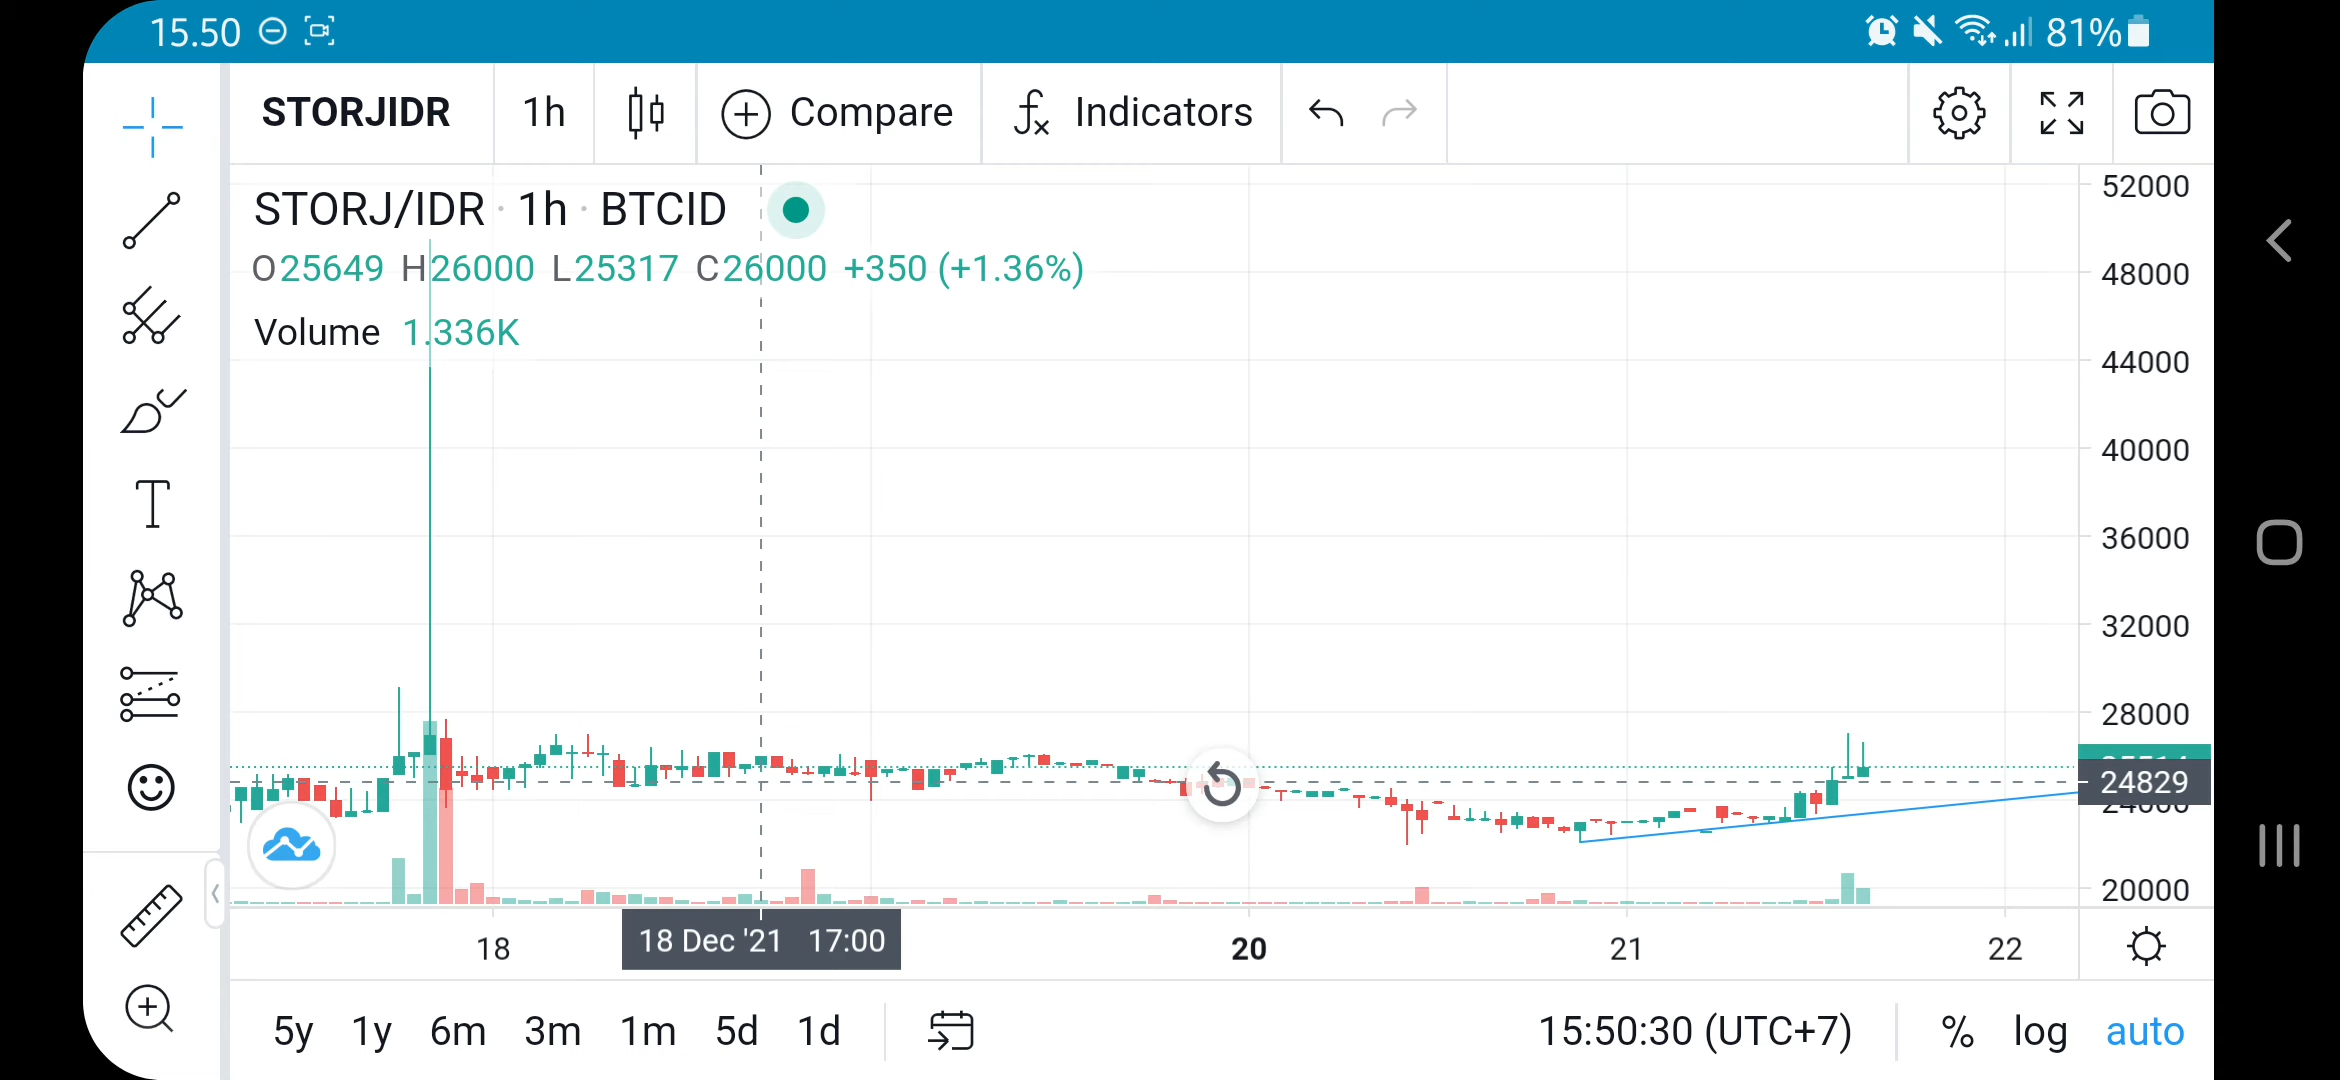 15.50 81%
STORJIDR 1h Compare Indicators
STORJ/IDR · 1h · BTCID
O25649 H26000 L25317 C26000 +350 (+1.36%)
Volume 1.336K
52000
48000
44000
40000
36000
32000
28000
24829
24000
20000
18 18 Dec '21 17:00 20 21 22
5y 1y 6m 3m 1m 5d 1d 15:50:30 (UTC+7) % log auto